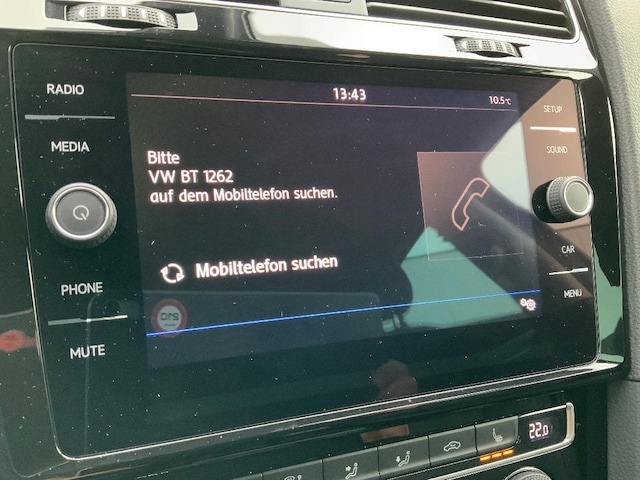 RADIO
MEDIA
PHONE
MUTE
13:43
10.5°C
Bitte
VW BT 1262
auf dem Mobiltelefon suchen.
Mobiltelefon suchen
SETUP
SOUND
CAR
MENU
22.0